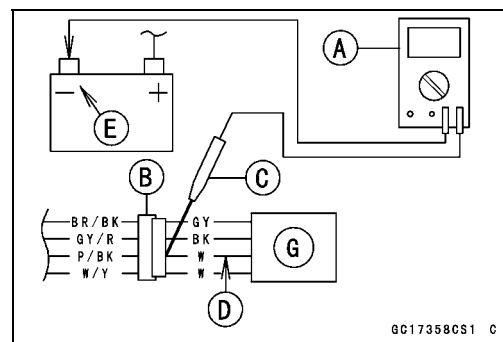 A
− +
E
B
C
BR/BK GY
GY/R BK
P/BK W
W/Y W
G
D
GC17358CS1 C